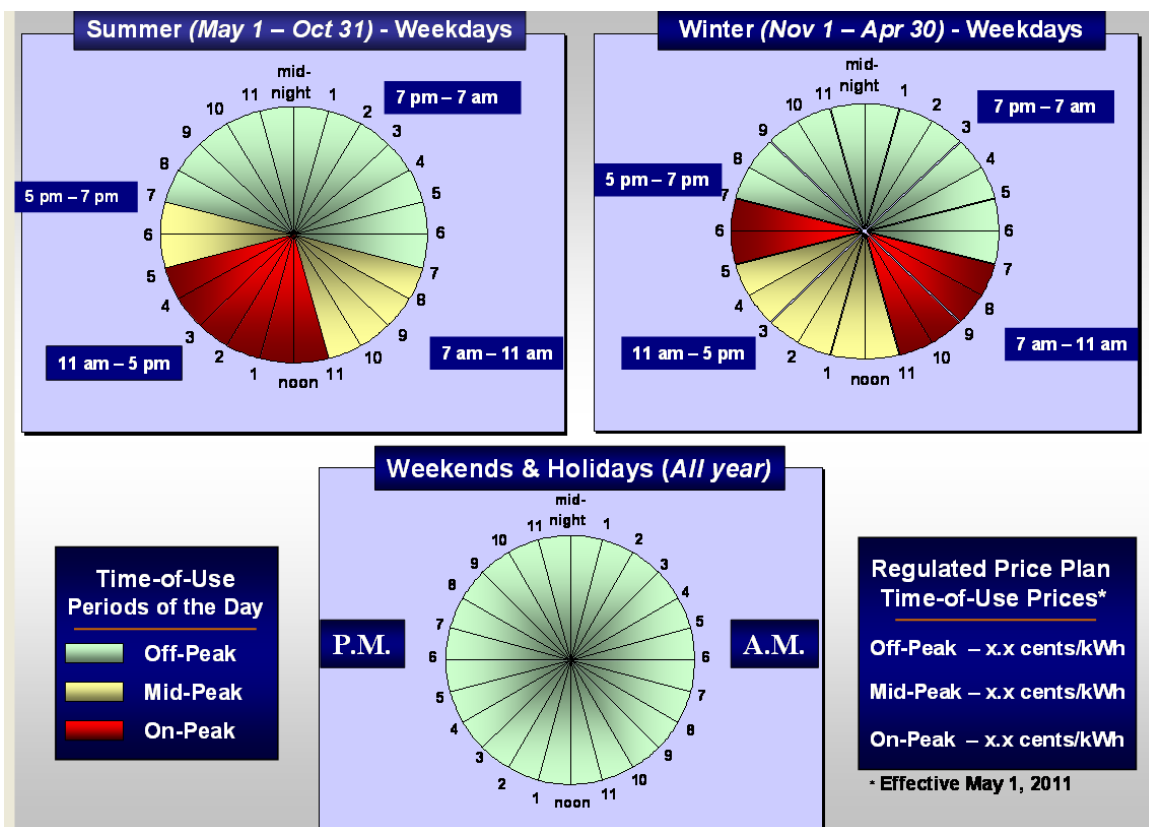 Summer (May 1 – Oct 31) - Weekdays
mid-
night
1
2
3
4
5
6
7
8
9
10
11
noon
1
2
3
4
5
6
7
8
9
10
11
7 pm – 7 am
5 pm – 7 pm
11 am – 5 pm
7 am – 11 am
Winter (Nov 1 – Apr 30) - Weekdays
mid-
night
1
2
3
4
5
6
7
8
9
10
11
noon
1
2
3
5
6
7
8
9
10
11
7 pm – 7 am
5 pm – 7 pm
11 am – 5 pm
7 am – 11 am
Weekends & Holidays (All year)
mid-
night
1
2
3
4
5
6
7
8
9
10
11
noon
1
2
3
4
5
6
7
8
9
10
11
P.M.
A.M.
Time-of-Use
Periods of the Day
Off-Peak
Mid-Peak
On-Peak
Regulated Price Plan
Time-of-Use Prices*
Off-Peak – x.x cents/kWh
Mid-Peak – x.x cents/kWh
On-Peak – x.x cents/kWh
* Effective May 1, 2011